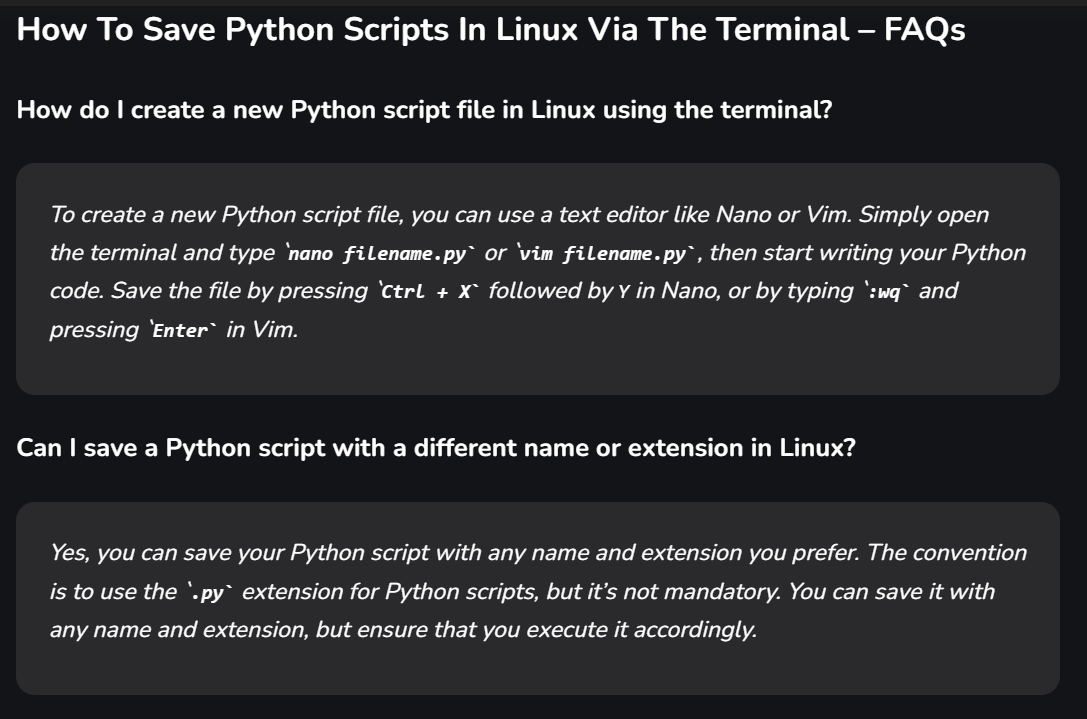 How To Save Python Scripts In Linux Via The Terminal – FAQs
How do I create a new Python script file in Linux using the terminal?
To create a new Python script file, you can use a text editor like Nano or Vim. Simply open
the terminal and type `nano filename.py` or `vim filename.py`, then start writing your Python
code. Save the file by pressing `Ctrl + X` followed by Y in Nano, or by typing `:wq` and
pressing `Enter` in Vim.
Can I save a Python script with a different name or extension in Linux?
Yes, you can save your Python script with any name and extension you prefer. The convention
is to use the `.py` extension for Python scripts, but it’s not mandatory. You can save it with
any name and extension, but ensure that you execute it accordingly.